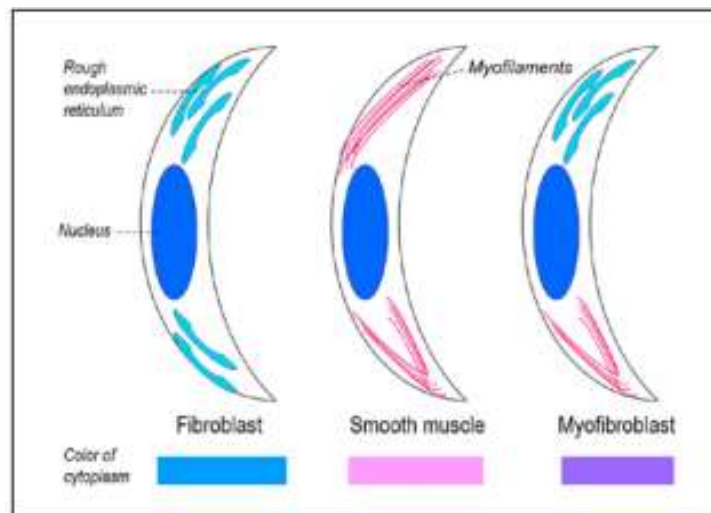 Rough
endoplasmic
reticulum
Myofilaments
Nucleus
Fibroblast
Smooth muscle
Myofibroblast
Color of
cytoplasm